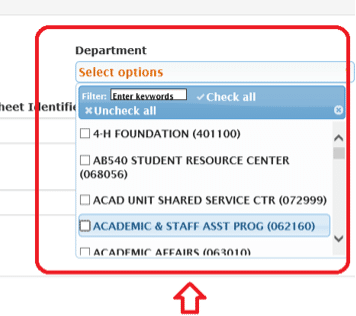 Department
Select options
Filter: Enter keywords ✓Check all
✖Uncheck all
heet Identifie
4-H FOUNDATION (401100)
AB540 STUDENT RESOURCE CENTER
(068056)
ACAD UNIT SHARED SERVICE CTR (072999)
ACADEMIC & STAFF ASST PROG (062160)
ACADEMIC AFFAIRS (063010)